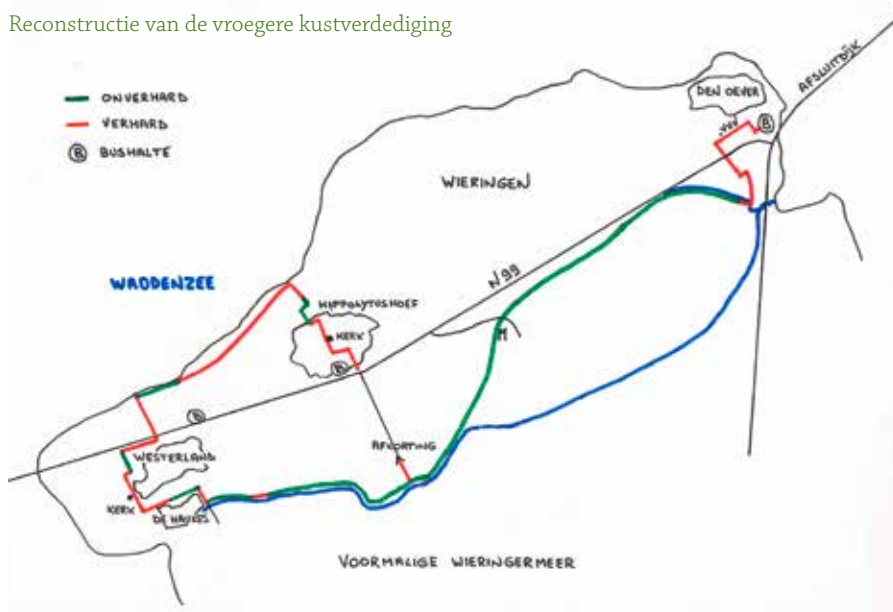 Reconstructie van de vroegere kustverdediging
ONVERHARD
VERHARD
B BUSHALTE
DEN OEVER
AFSLUITDIJK
VVV
B
WIERINGEN
WADDENZEE
N99
HIPPOLYTUSHOEF
KERK
B
M
B
AFKORTING
WESTERLAND
KERK
DE HAUKES
VOORMALIGE WIERINGERMEER